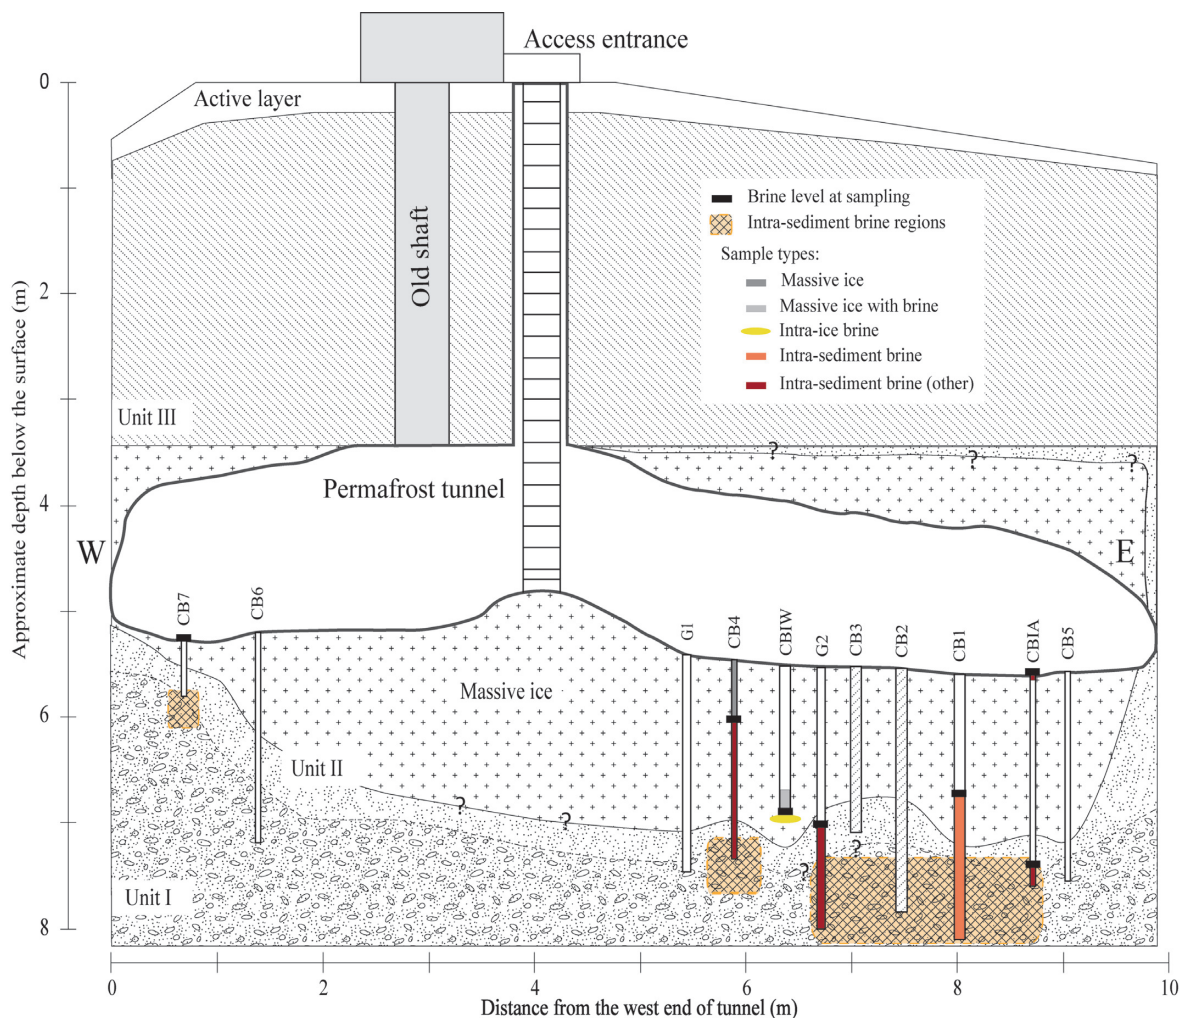 Access entrance
0
Active layer
Brine level at sampling
Intra-sediment brine regions
Sample types:
Massive ice
Massive ice with brine
Intra-ice brine
Intra-sediment brine
Intra-sediment brine (other)
Old shaft
2
Approximate depth below the surface (m)
Unit III
?
?
?
Permafrost tunnel
4
W
E
CB7
CB6
G1
CB4
CBIW
G2
CB3
CB2
CB1
CBIA
CB5
6
Massive ice
Unit II
?
?
?
?
Unit I
8
0
2
4
6
8
10
Distance from the west end of tunnel (m)